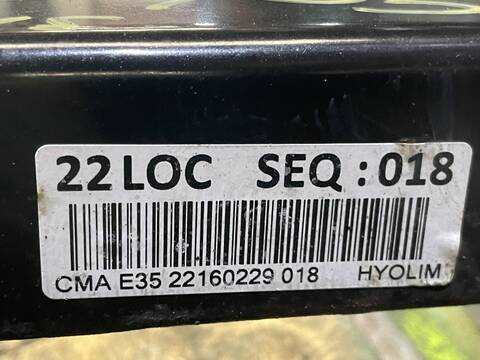 22 LOC SEQ : 018
CMA E35 22160229 018 HYOLIM